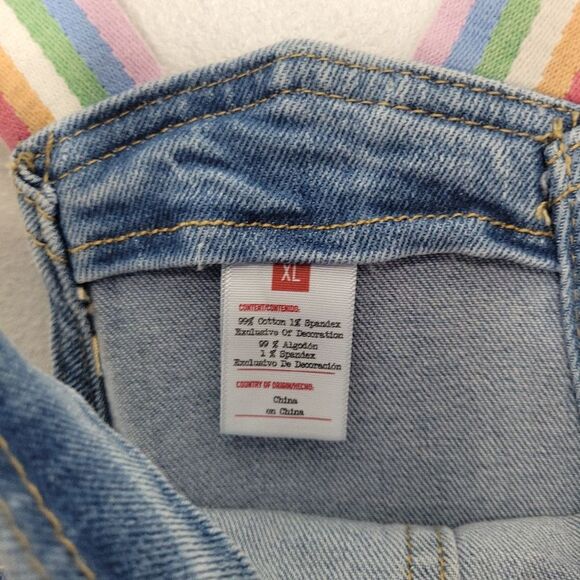 XL
CONTENT/CONTENIDO:
99% Cotton 1% Spandex
Exclusive Of Decoration
99 % Algodón
1 % Spandex
Exclusivo De Decoración
COUNTRY OF ORIGIN/HECHO:
China
en China